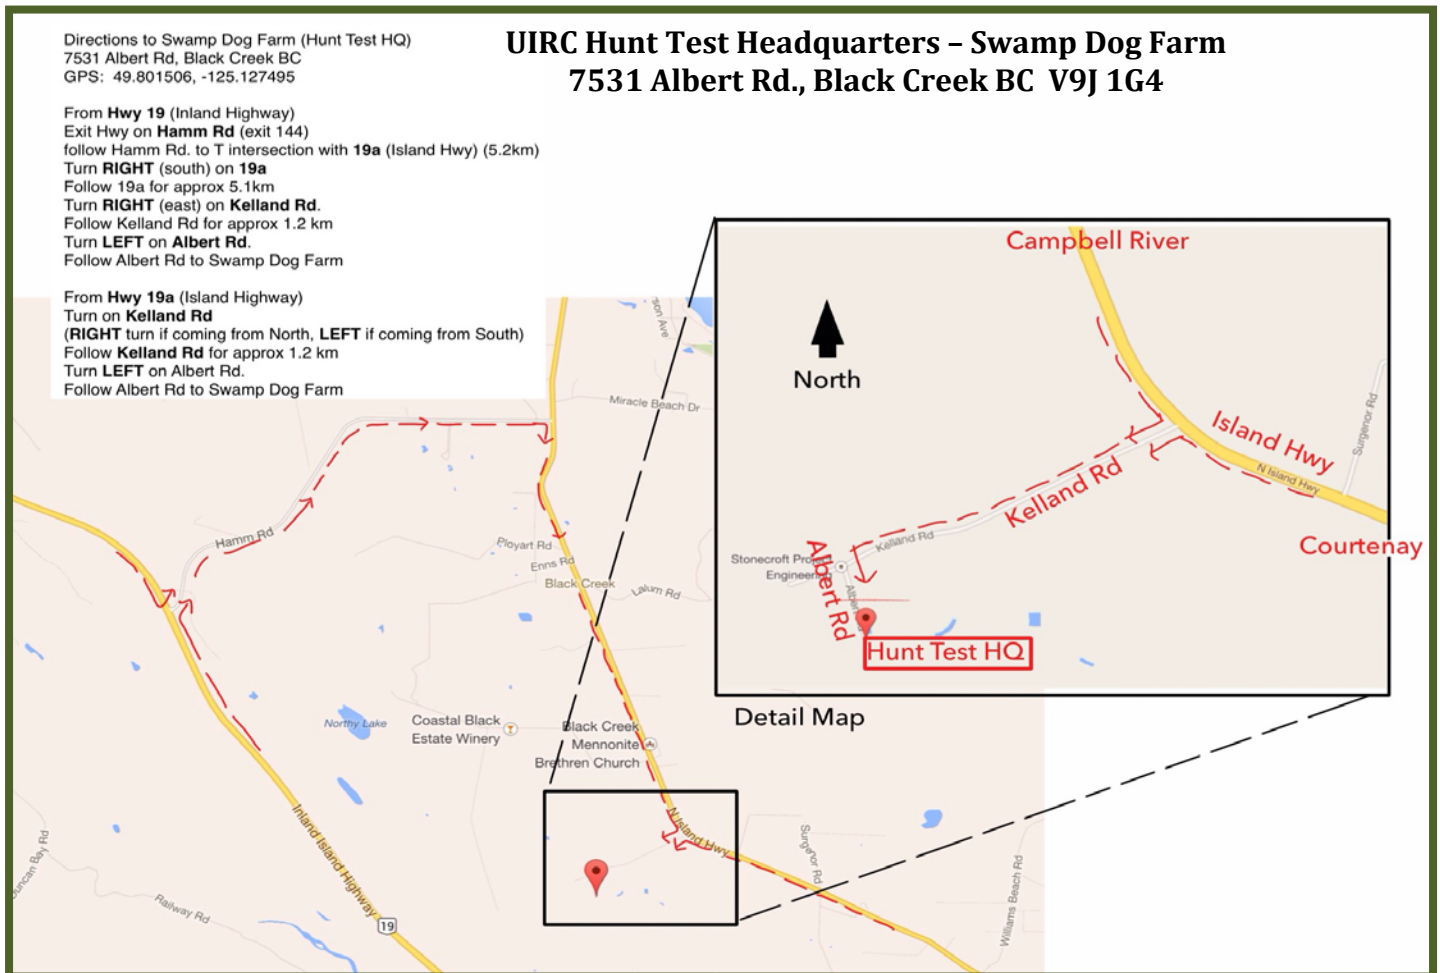 UIRC Hunt Test Headquarters – Swamp Dog Farm
7531 Albert Rd., Black Creek BC  V9J 1G4
Directions to Swamp Dog Farm (Hunt Test HQ)
7531 Albert Rd, Black Creek BC
GPS:  49.801506, -125.127495
From Hwy 19 (Inland Highway)
Exit Hwy on Hamm Rd (exit 144)
follow Hamm Rd. to T intersection with 19a (Island Hwy) (5.2km)
Turn RIGHT (south) on 19a
Follow 19a for approx 5.1km
Turn RIGHT (east) on Kelland Rd.
Follow Kelland Rd for approx 1.2 km
Turn LEFT on Albert Rd.
Follow Albert Rd to Swamp Dog Farm
From Hwy 19a (Island Highway)
Turn on Kelland Rd
(RIGHT turn if coming from North, LEFT if coming from South)
Follow Kelland Rd for approx 1.2 km
Turn LEFT on Albert Rd.
Follow Albert Rd to Swamp Dog Farm
Campbell River
North
Island Hwy
N Island Hwy
Surgenor Rd
Kelland Rd
Kelland Rd
Courtenay
Stonecroft
Albert Rd
Hunt Test HQ
Detail Map
Miracle Beach Dr
Hamm Rd
Ployart Rd
Enns Rd
Black Creek
Lalum Rd
Northy Lake
Coastal Black
Estate Winery
Black Creek
Mennonite
Brethren Church
N Island Hwy
Surgenor Rd
Inland Island Highway
19
Railway Rd
Duncan Bay Rd
Williams Beach Rd